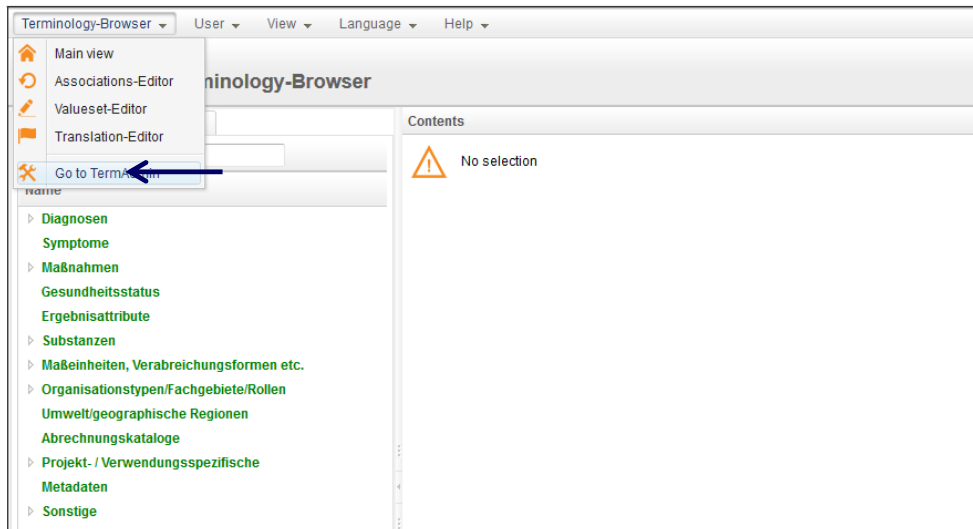 Terminology-Browser User View Language Help
Main view
Associations-Editor
Valueset-Editor
Translation-Editor
Go to
minology-Browser
Contents
No selection
Name
Diagnosen
Symptome
Maßnahmen
Gesundheitsstatus
Ergebnisattribute
Substanzen
Maßeinheiten, Verabreichungsformen etc.
Organisationstypen/Fachgebiete/Rollen
Umwelt/geographische Regionen
Abrechnungskataloge
Projekt- / Verwendungsspezifische
Metadaten
Sonstige